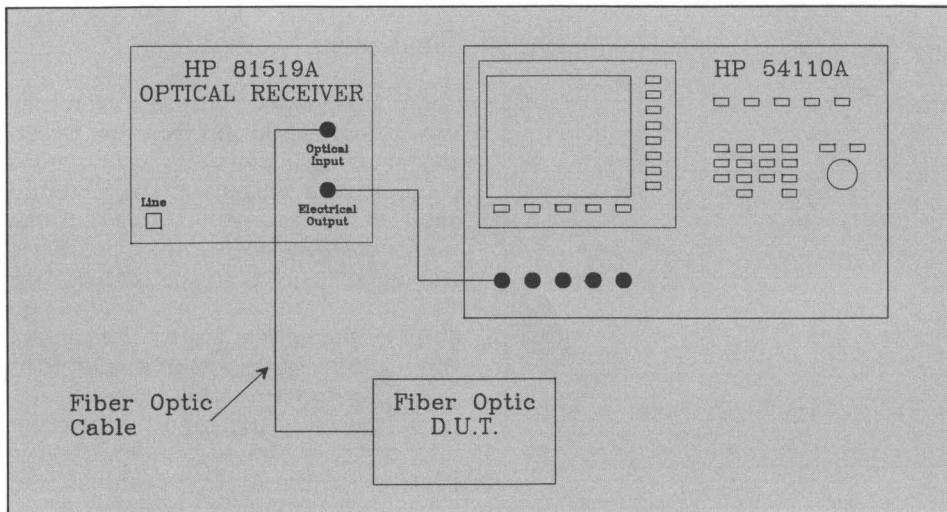 HP 81519A
OPTICAL RECEIVER
Optical
Input
Line
Electrical
Output
HP 54110A
Fiber Optic
Cable
Fiber Optic
D.U.T.